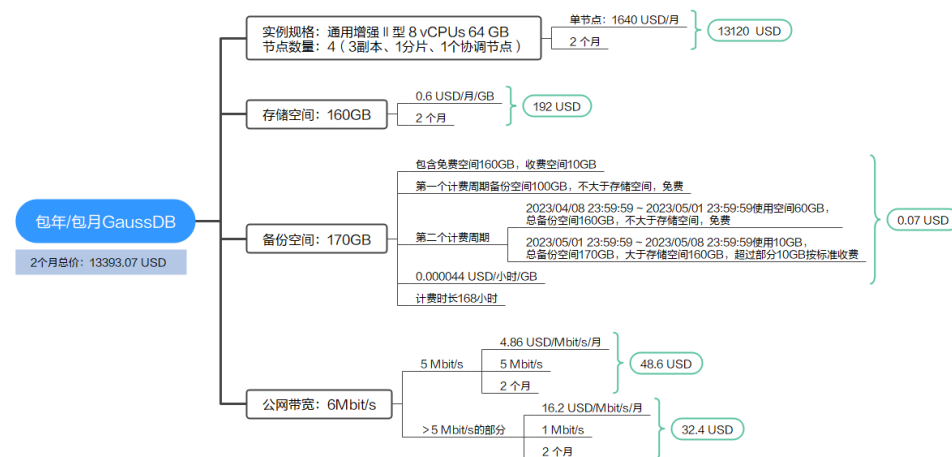 包年/包月GaussDB
2个月总价：13393.07 USD
实例规格：通用增强 II 型 8 vCPUs 64 GB
节点数量：4（3副本、1分片、1个协调节点）
单节点：1640 USD/月
2 个月
13120 USD
存储空间：160GB
0.6 USD/月/GB
2 个月
192 USD
备份空间：170GB
包含免费空间160GB，收费空间10GB
第一个计费周期备份空间100GB，不大于存储空间，免费
第二个计费周期
2023/04/08 23:59:59 ~ 2023/05/01 23:59:59使用空间60GB，
总备份空间160GB，不大于存储空间，免费
2023/05/01 23:59:59 ~ 2023/05/08 23:59:59使用10GB，
总备份空间170GB，大于存储空间160GB，超过部分10GB按标准收费
0.000044 USD/小时/GB
计费时长168小时
0.07 USD
公网带宽：6Mbit/s
5 Mbit/s
4.86 USD/Mbit/s/月
5 Mbit/s
2 个月
48.6 USD
＞5 Mbit/s的部分
16.2 USD/Mbit/s/月
1 Mbit/s
2 个月
32.4 USD